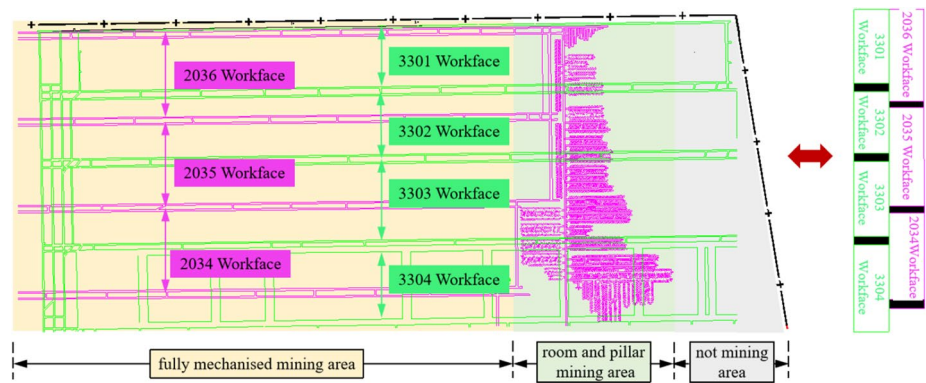 2036 Workface
2035 Workface
2034 Workface
3301 Workface
3302 Workface
3303 Workface
3304 Workface
fully mechanised mining area
room and pillar
mining area
not mining
area
3301
Workface
3302
Workface
3303
Workface
3304
Workface
2036 Workface
2035 Workface
2034Workface